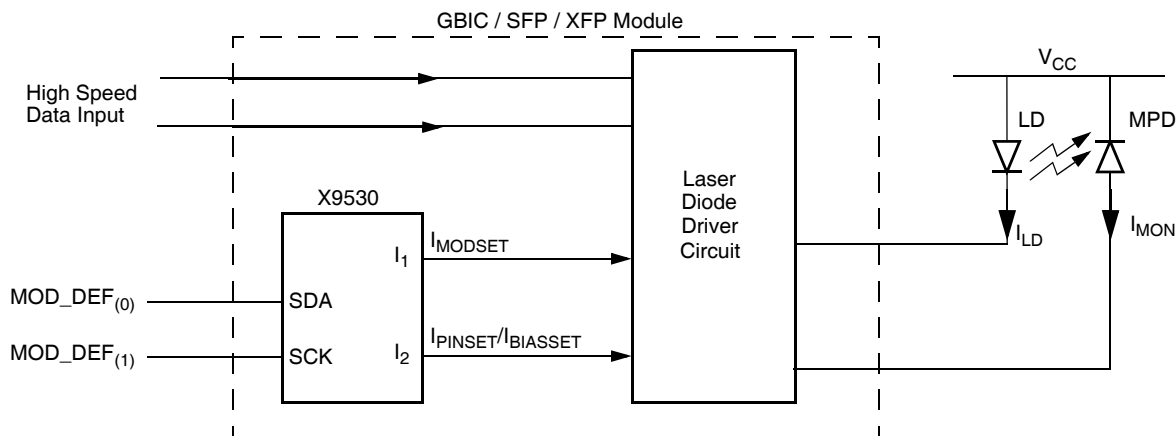 GBIC / SFP / XFP Module
High Speed
Data Input
VCC
LD
MPD
Laser
Diode
Driver
Circuit
X9530
I1
IMODSET
ILD
IMON
MOD_DEF(0)
SDA
MOD_DEF(1)
SCK
I2
IPINSET/IBIASSET